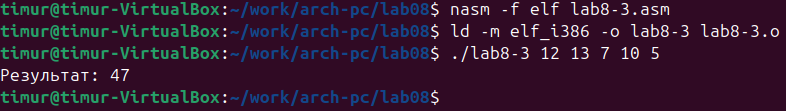 timur@timur-VirtualBox:~/work/arch-pc/lab08$ nasm -f elf lab8-3.asm
timur@timur-VirtualBox:~/work/arch-pc/lab08$ ld -m elf_i386 -o lab8-3 lab8-3.o
timur@timur-VirtualBox:~/work/arch-pc/lab08$ ./lab8-3 12 13 7 10 5
Результат: 47
timur@timur-VirtualBox:~/work/arch-pc/lab08$